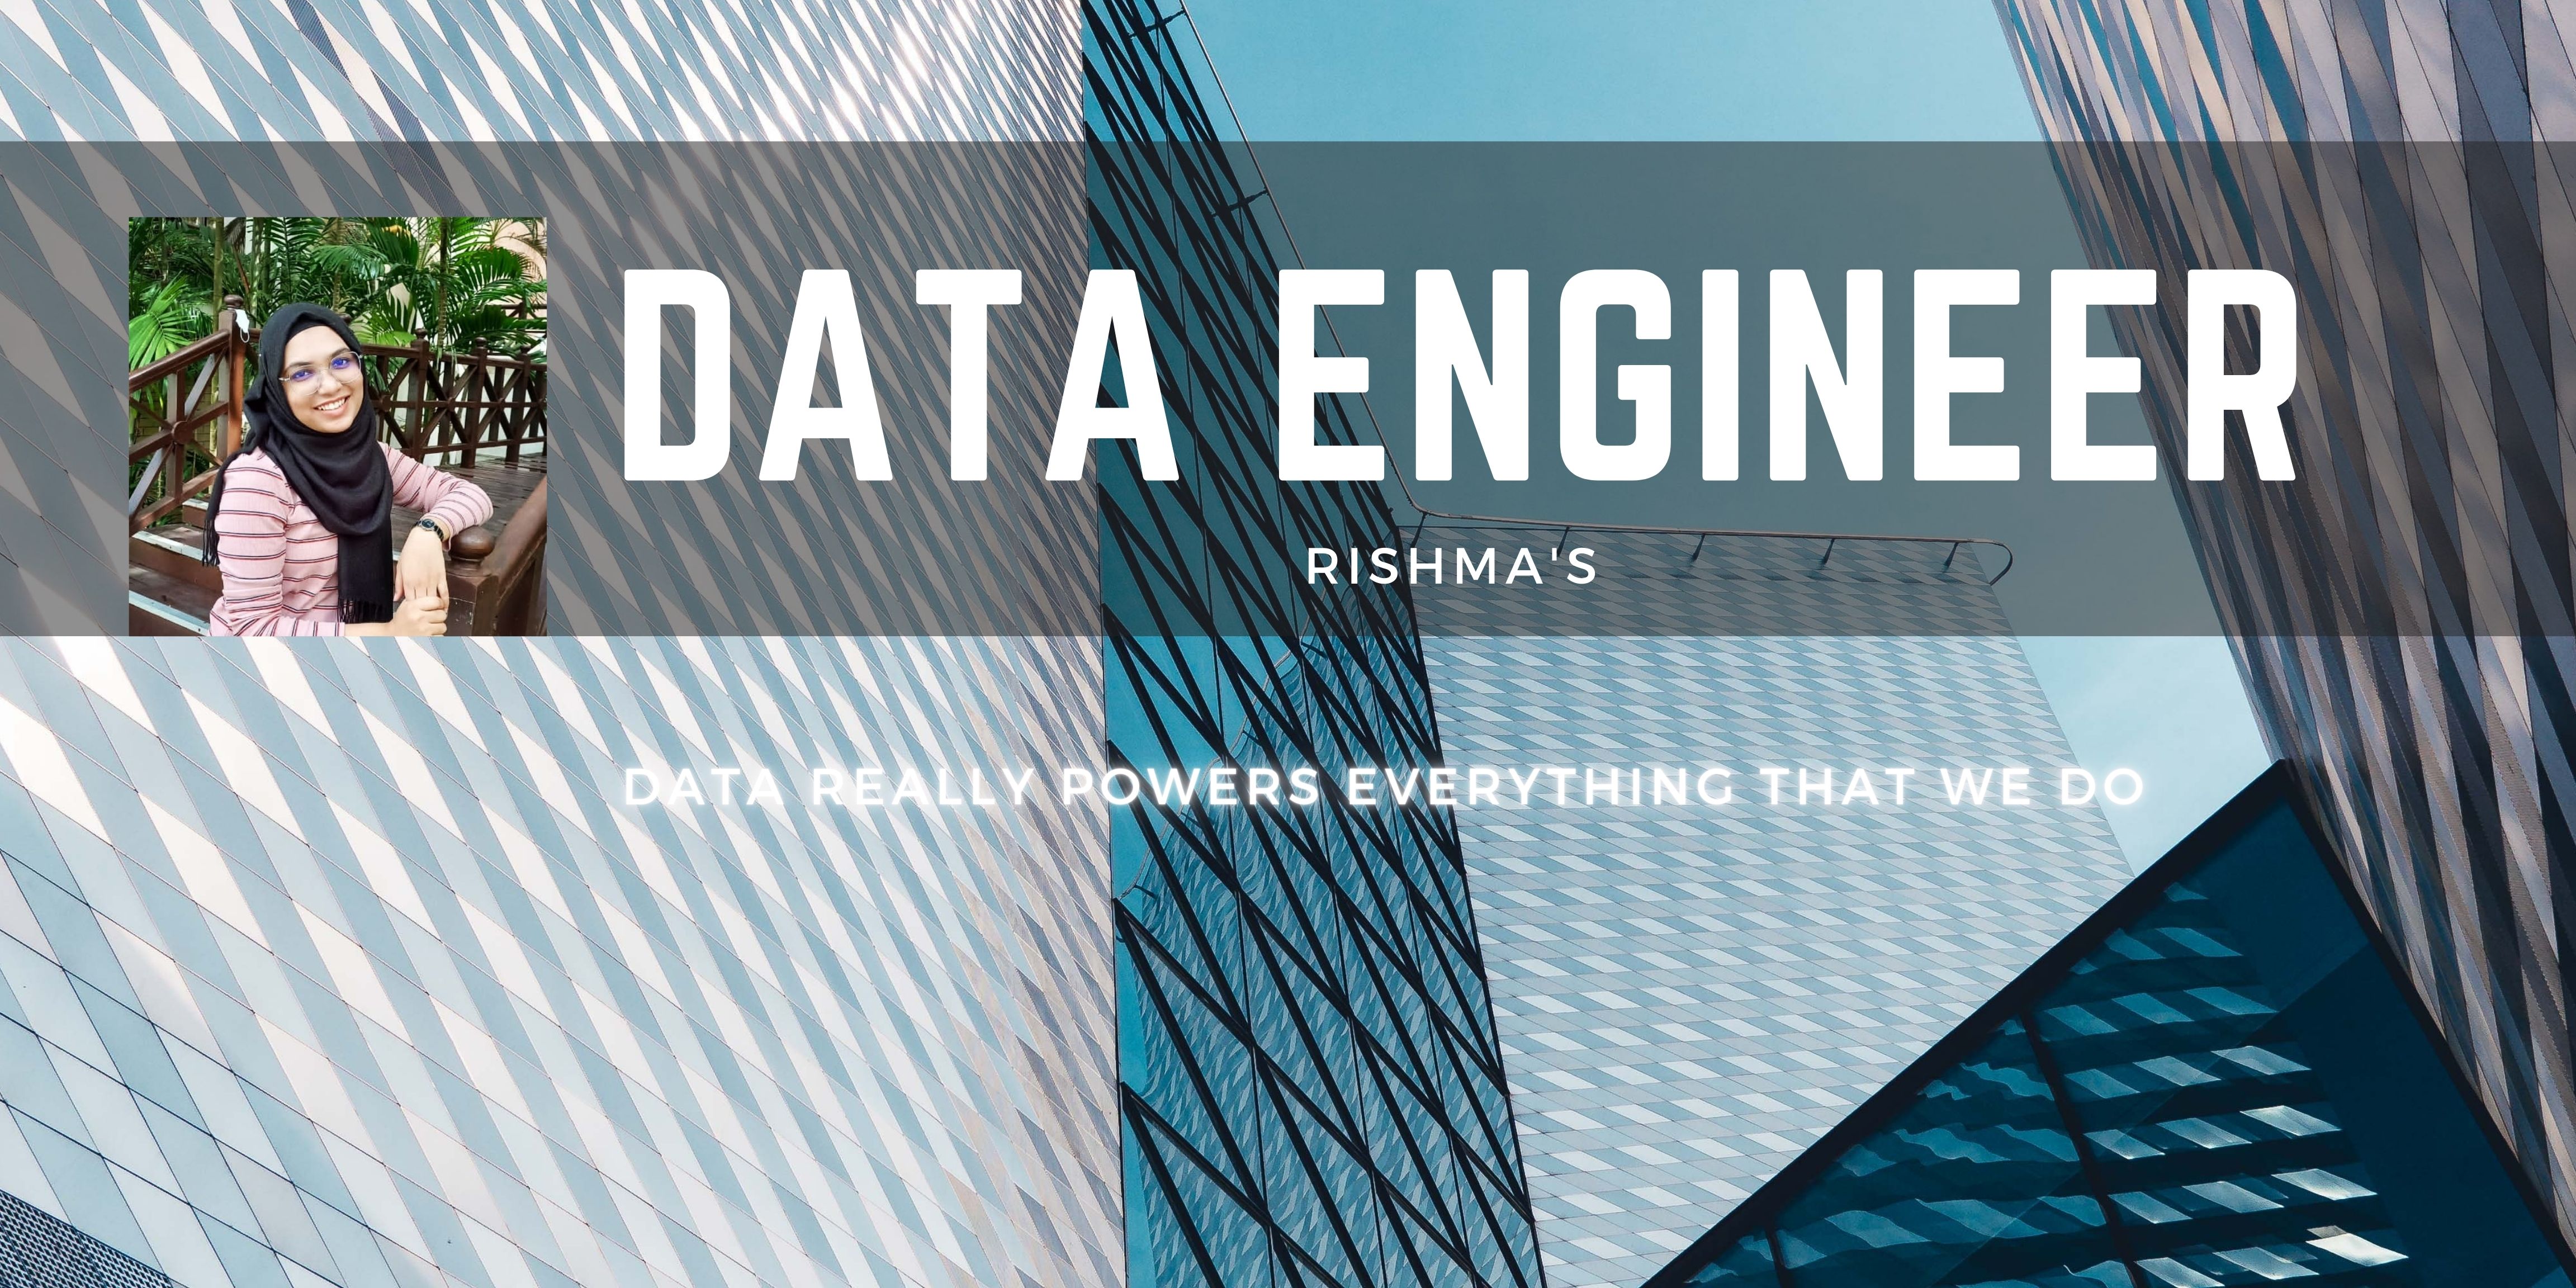 DATA ENGINEER
RISHMA'S
DATA REALLY POWERS EVERYTHING THAT WE DO